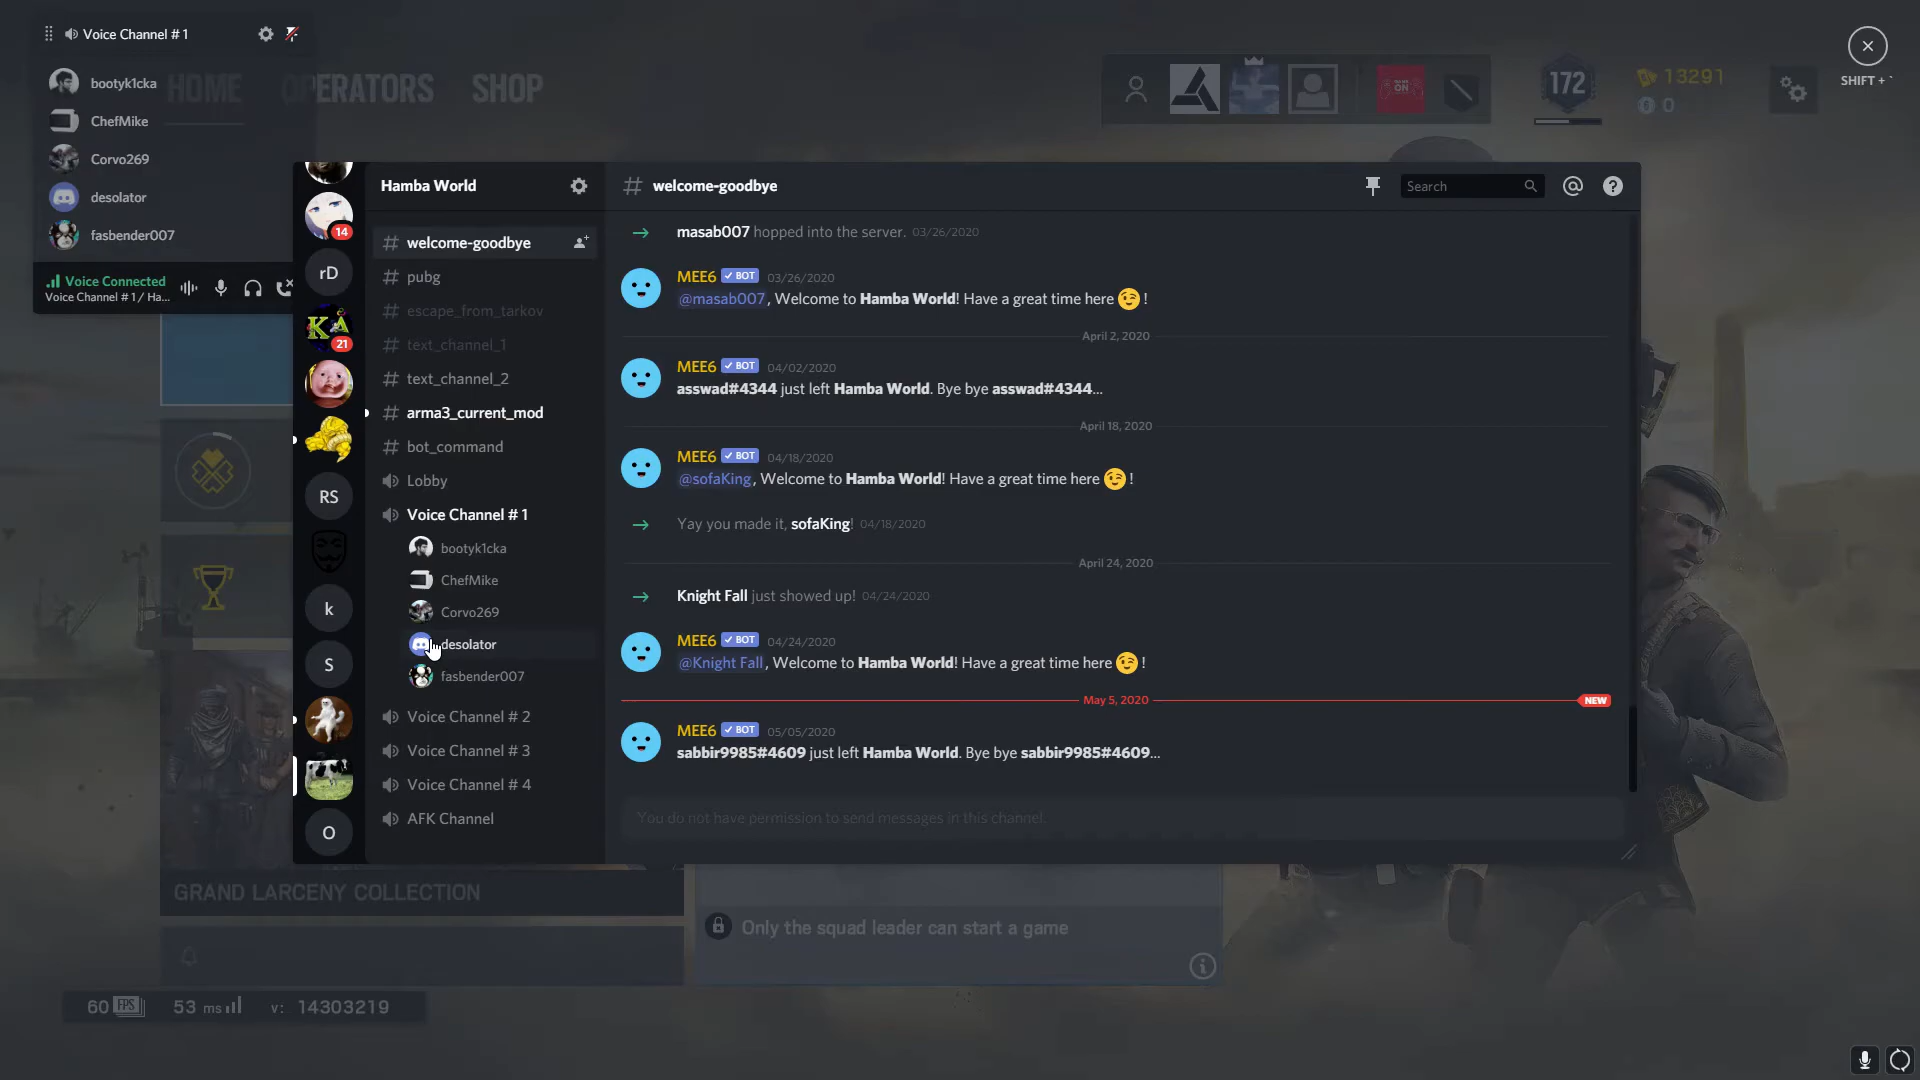 Voice Channel # 1
bootyk1cka
ChefMike
Corvo269
desolator
fasbender007
Voice Connected
Voice Channel # 1/ Ha...
HOME
OPERATORS
SHOP
ON
172
13291
0
SHIFT + `
14
rD
KA
21
RS
k
S
O
Hamba World
welcome-goodbye
pubg
escape_from_tarkov
text_channel_1
text_channel_2
arma3_current_mod
bot_command
Lobby
Voice Channel # 1
bootyk1cka
ChefMike
Corvo269
desolator
fasbender007
Voice Channel # 2
Voice Channel # 3
Voice Channel # 4
AFK Channel
# welcome-goodbye
Search
masab007 hopped into the server. 03/26/2020
MEE6 ✓ BOT 03/26/2020
@masab007, Welcome to Hamba World! Have a great time here 😉 !
April 2, 2020
MEE6 ✓ BOT 04/02/2020
asswad#4344 just left Hamba World. Bye bye asswad#4344...
April 18, 2020
MEE6 ✓ BOT 04/18/2020
@sofaKing, Welcome to Hamba World! Have a great time here 😉 !
Yay you made it, sofaKing! 04/18/2020
April 24, 2020
Knight Fall just showed up! 04/24/2020
MEE6 ✓ BOT 04/24/2020
@Knight Fall, Welcome to Hamba World! Have a great time here 😉 !
May 5, 2020
NEW
MEE6 ✓ BOT 05/05/2020
sabbir9985#4609 just left Hamba World. Bye bye sabbir9985#4609...
You do not have permission to send messages in this channel.
GRAND LARCENY COLLECTION
Only the squad leader can start a game
60 FPS 53 ms v: 14303219